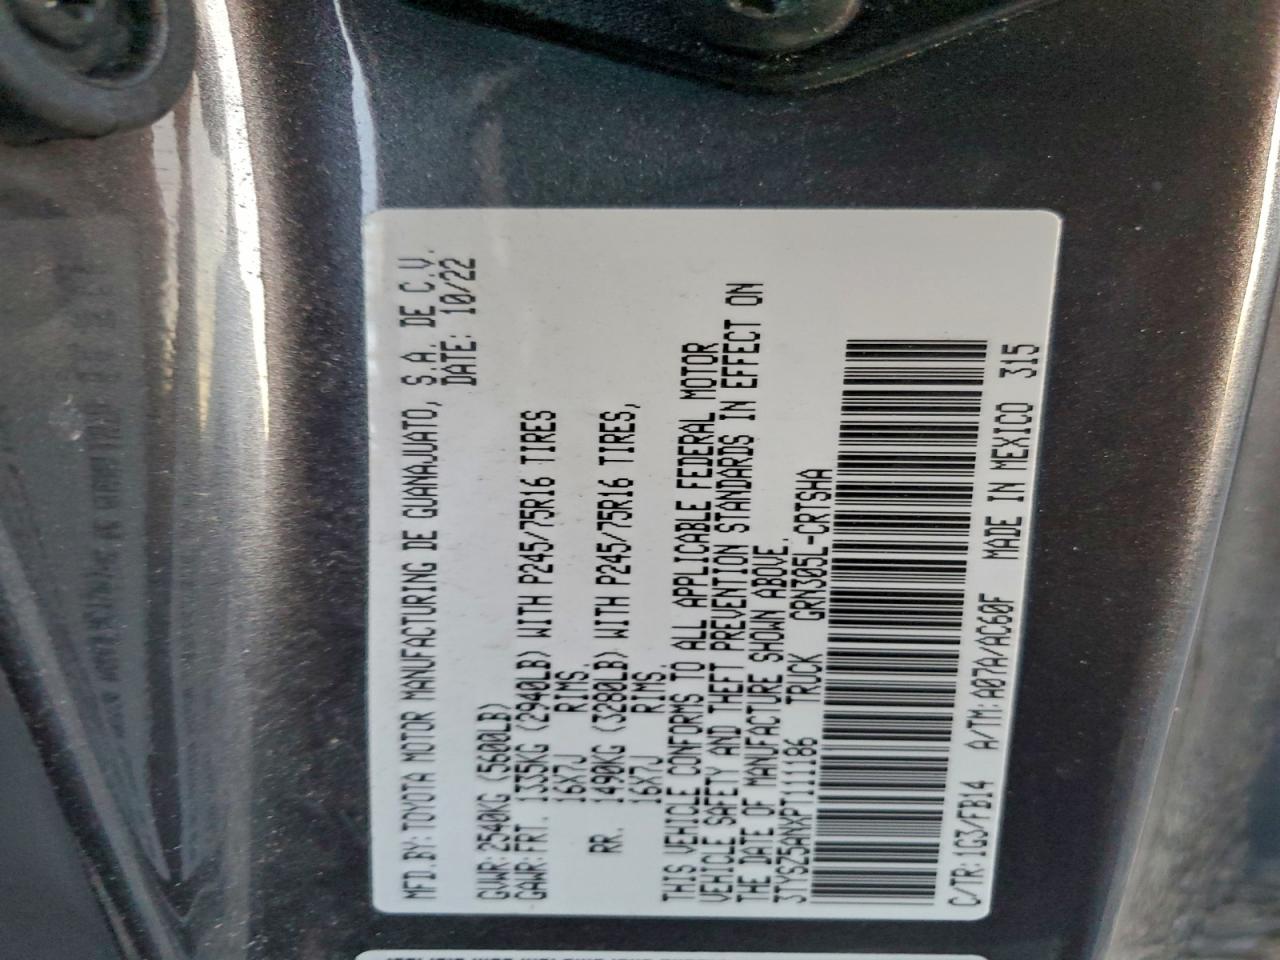 MFD.BY: TOYOTA MOTOR MANUFACTURING DE GUANAJUATO, S.A. DE C.V.
DATE: 10/22
GVWR: 2540KG (5600LB)
GAWR: FRT. 1335KG (2940LB) WITH P245/75R16 TIRES
16X7J RIMS.
RR. 1490KG (3280LB) WITH P245/75R16 TIRES,
16X7J RIMS.
THIS VEHICLE CONFORMS TO ALL APPLICABLE FEDERAL MOTOR
VEHICLE SAFETY AND THEFT PREVENTION STANDARDS IN EFFECT ON
THE DATE OF MANUFACTURE SHOWN ABOVE.
3TYSZ5ANXPT111186 TRUCK GRN305L-CRTSHA
C/TR: 1G3/FB14 A/TM: A07A/AC60F MADE IN MEXICO 315